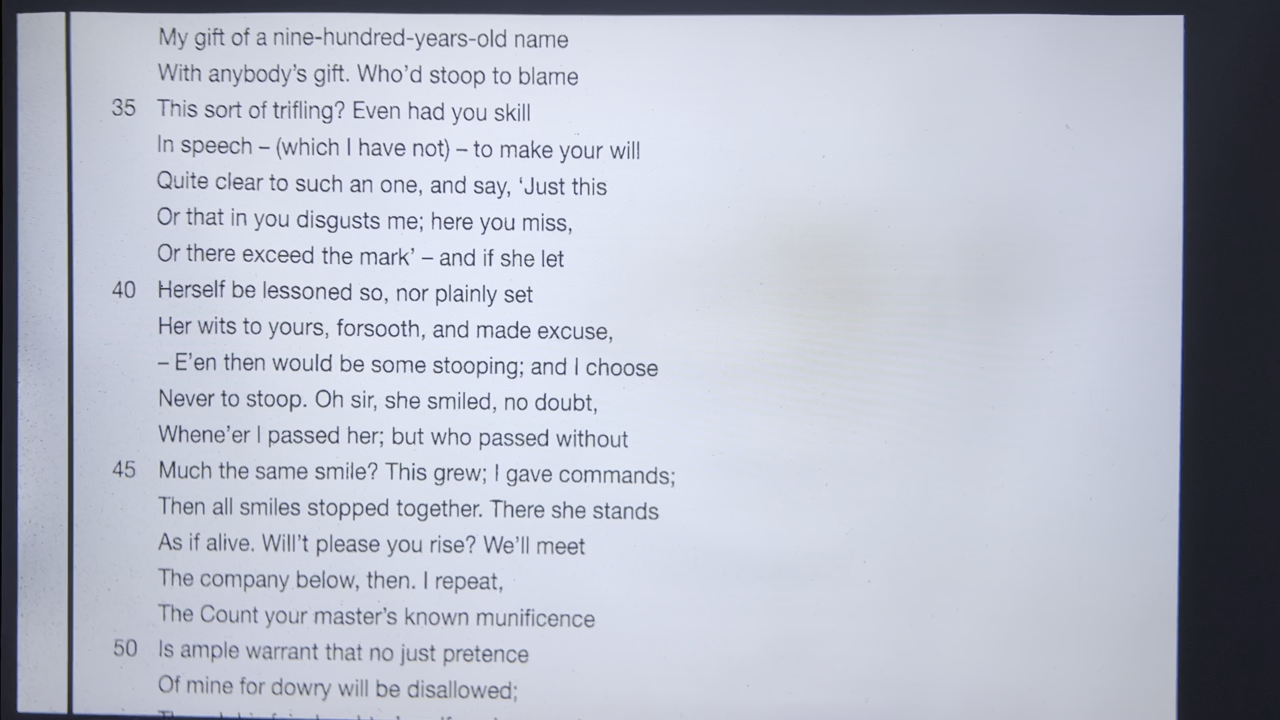 My gift of a nine-hundred-years-old name
With anybody's gift. Who'd stoop to blame
35 This sort of trifling? Even had you skill
In speech – (which I have not) – to make your will
Quite clear to such an one, and say, 'Just this
Or that in you disgusts me; here you miss,
Or there exceed the mark' – and if she let
40 Herself be lessoned so, nor plainly set
Her wits to yours, forsooth, and made excuse,
– E'en then would be some stooping; and I choose
Never to stoop. Oh sir, she smiled, no doubt,
Whene'er I passed her; but who passed without
45 Much the same smile? This grew; I gave commands;
Then all smiles stopped together. There she stands
As if alive. Will't please you rise? We'll meet
The company below, then. I repeat,
The Count your master's known munificence
50 Is ample warrant that no just pretence
Of mine for dowry will be disallowed;